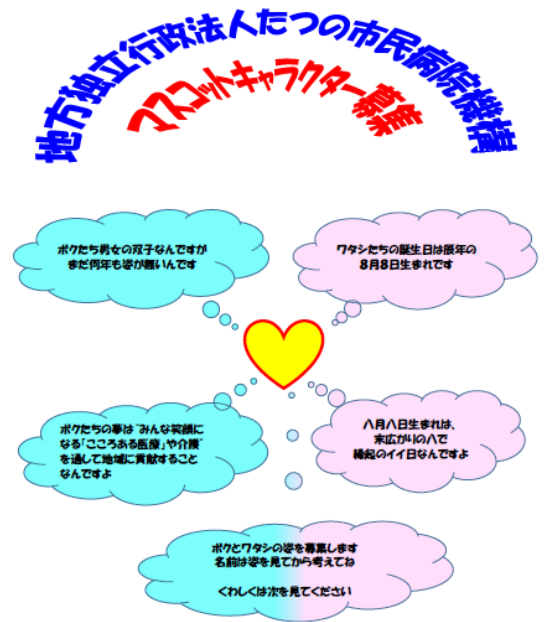 地方独立行政法人たつの市民病院機構
マスコットキャラクター募集
ボクたち男女の双子なんですが
まだ何年も姿が無いんです
ワタシたちの誕生日は辰年の
8月8日生まれです
ボクたちの夢は“みんな笑顔に
なる「こころある医療」や介護”
を通して地域に貢献すること
なんですよ
八月八日生まれは、
末広がりの八で
縁起のイイ日なんですよ
ボクとワタシの姿を募集します
名前は姿を見てから考えてね
くわしくは次を見てください